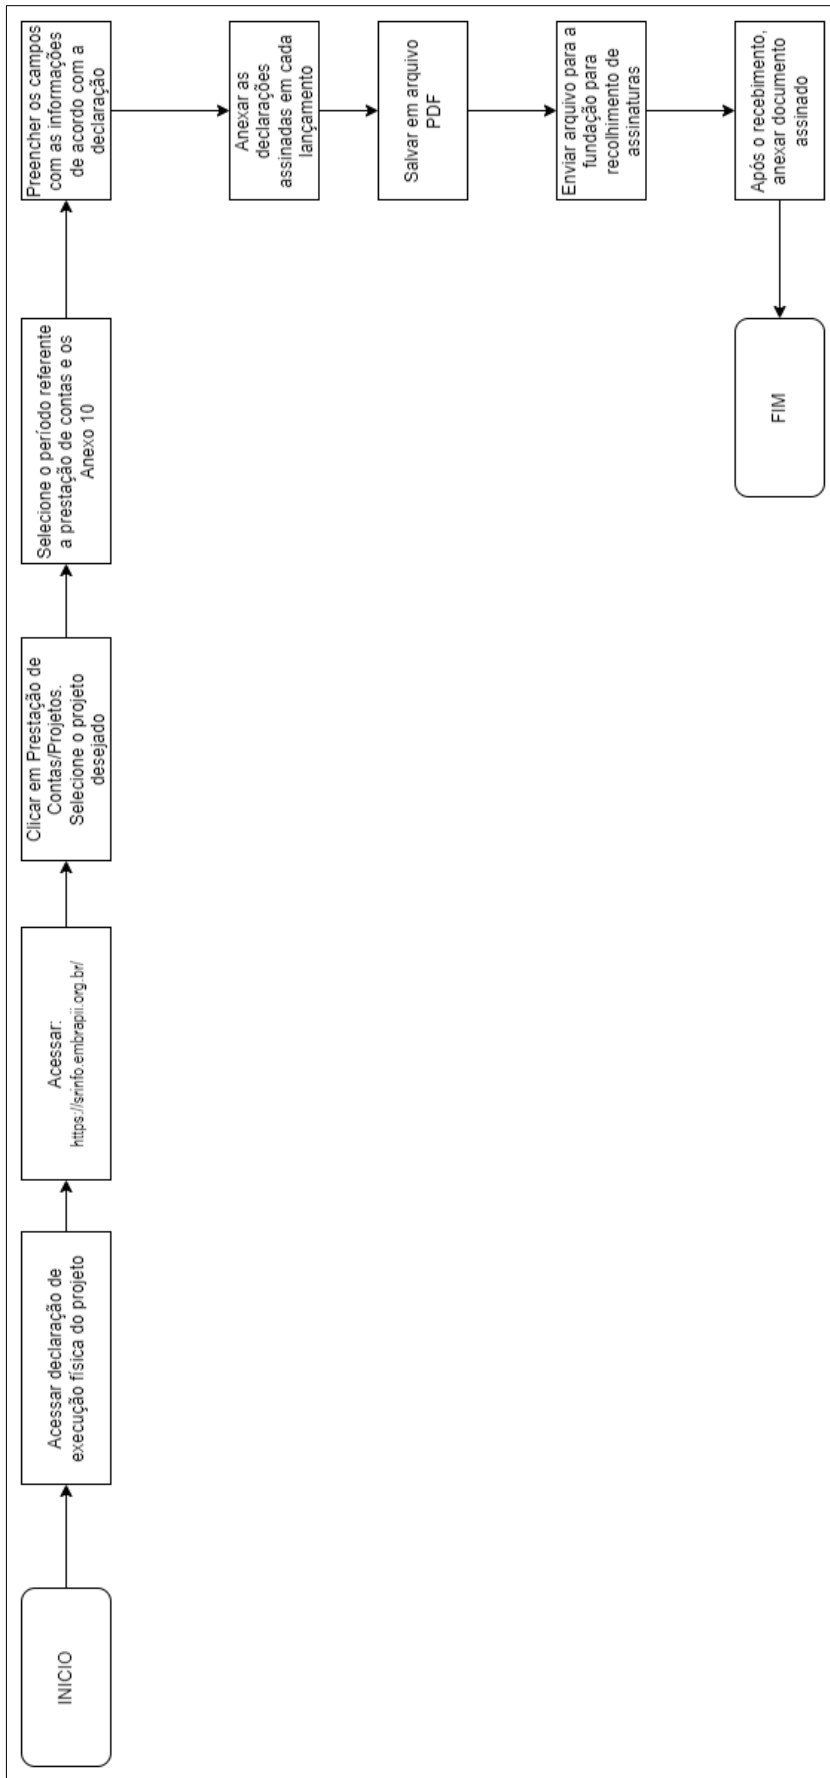 INICIO
Acessar declaração de
execução física do projeto
Acessar:
https://srinfo.embrapii.org.br/
Clicar em Prestação de
Contas/Projetos.
Selecione o projeto
desejado
Selecione o período referente
a prestação de contas e os
Anexo 10
Preencher os campos
com as informações
de acordo com a
declaração
Anexar as
declarações
assinadas em cada
lançamento
Salvar em arquivo
PDF
Enviar arquivo para a
fundação para
recolhimento de
assinaturas
Após o recebimento,
anexar documento
assinado
FIM